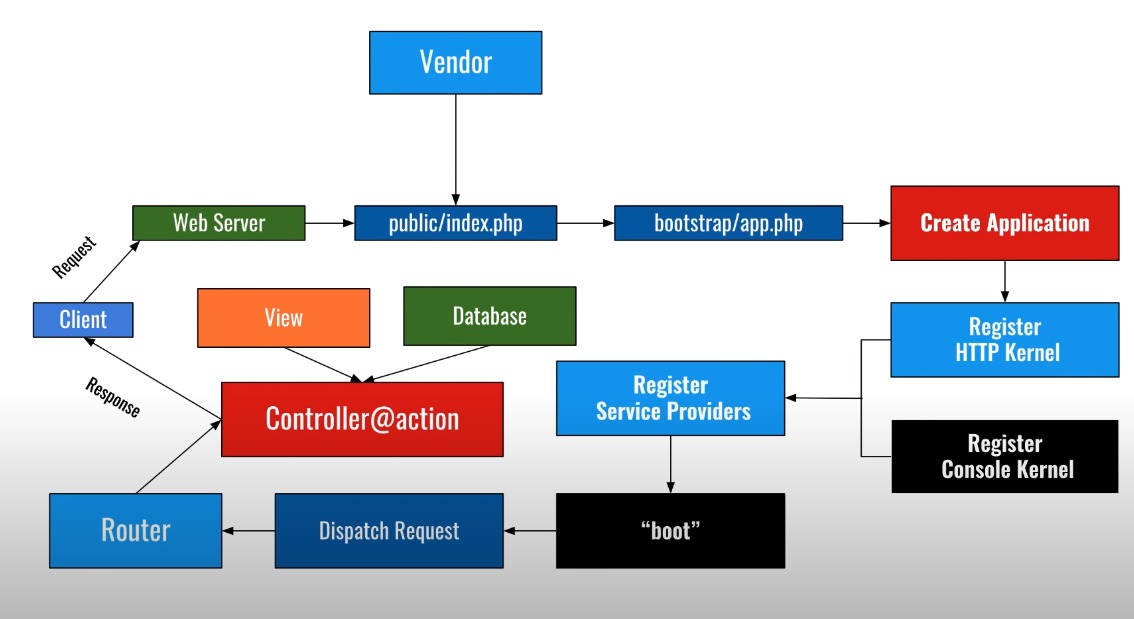 Vendor
Web Server
public/index.php
bootstrap/app.php
Create Application
Request
Client
View
Database
Register
HTTP Kernel
Response
Controller@action
Register
Service Providers
Register
Console Kernel
Router
Dispatch Request
“boot”